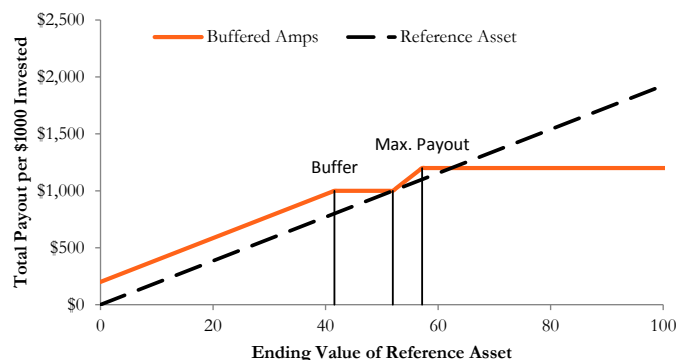 $2,500
Buffered Amps
Reference Asset
$2,000
$1,500
Max. Payout
Buffer
$1,000
$500
$0
0
20
40
60
80
100
Total Payout per $1000 Invested
Ending Value of Reference Asset